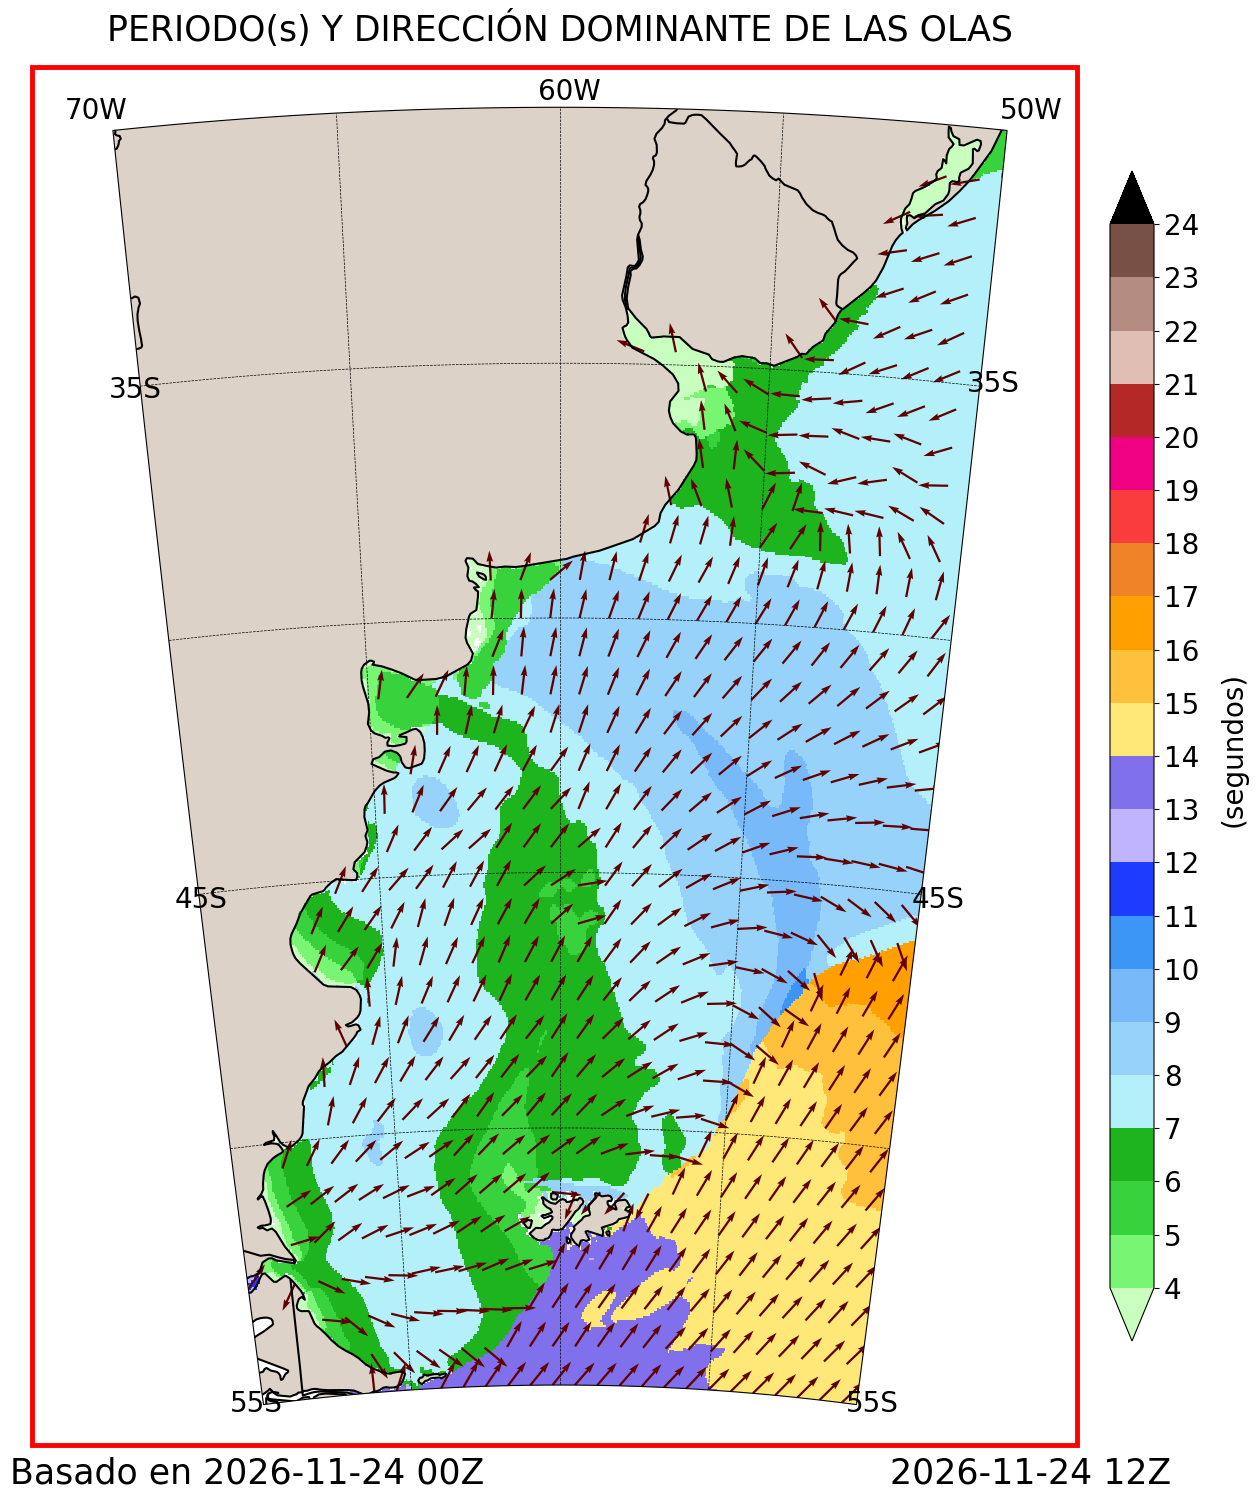 PERIODO(s) Y DIRECCIÓN DOMINANTE DE LAS OLAS
70W
60W
50W
35S
35S
45S
45S
55S
55S
24
23
22
21
20
19
18
17
16
15
14
13
12
11
10
9
8
7
6
5
4
(segundos)
Basado en 2026-11-24 00Z
2026-11-24 12Z